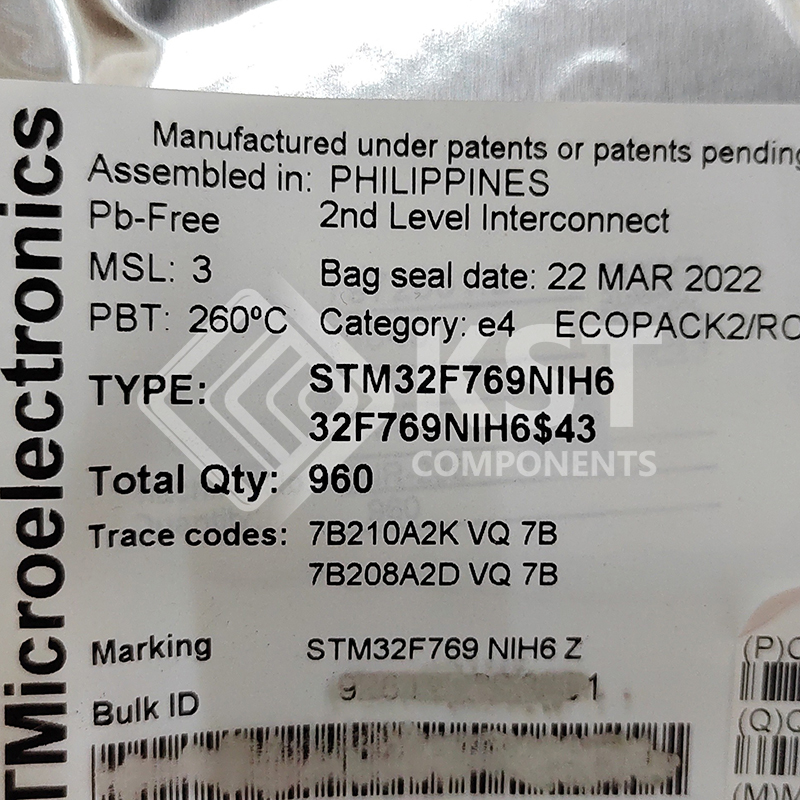 TMicroelectronics
Manufactured under patents or patents pending
Assembled in: PHILIPPINES
Pb-Free 2nd Level Interconnect
MSL: 3 Bag seal date: 22 MAR 2022
PBT: 260ºC Category: e4 ECOPACK2/RO
TYPE: STM32F769NIH6
32F769NIH6$43
KST
COMPONENTS
Total Qty: 960
Trace codes: 7B210A2K VQ 7B
7B208A2D VQ 7B
Marking STM32F769 NIH6 Z
Bulk ID
(P)C
(Q)Q
(M)M